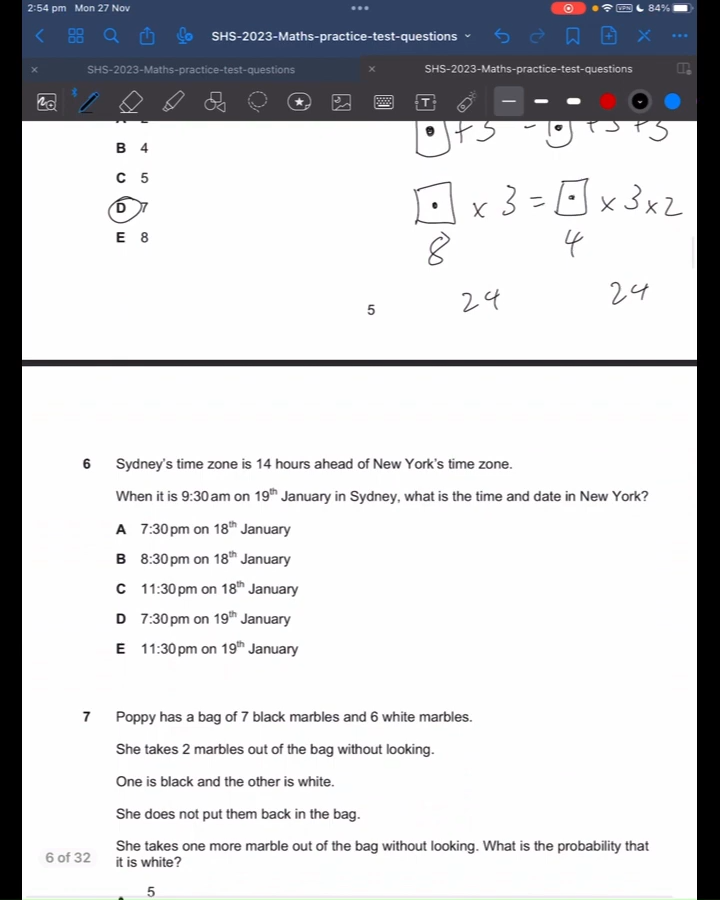 2:54 pm Mon 27 Nov
VPN 84%
SHS-2023-Maths-practice-test-questions
SHS-2023-Maths-practice-test-questions
SHS-2023-Maths-practice-test-questions
T
+ 3 = + 3 + 3
B 4
C 5
D 7
E 8
× 3 = × 3 × 2
8 4
24 24
5
6 Sydney's time zone is 14 hours ahead of New York's time zone.
When it is 9:30 am on 19th January in Sydney, what is the time and date in New York?
A 7:30 pm on 18th January
B 8:30 pm on 18th January
C 11:30 pm on 18th January
D 7:30 pm on 19th January
E 11:30 pm on 19th January
7 Poppy has a bag of 7 black marbles and 6 white marbles.
She takes 2 marbles out of the bag without looking.
One is black and the other is white.
She does not put them back in the bag.
She takes one more marble out of the bag without looking. What is the probability that
it is white?
6 of 32
5